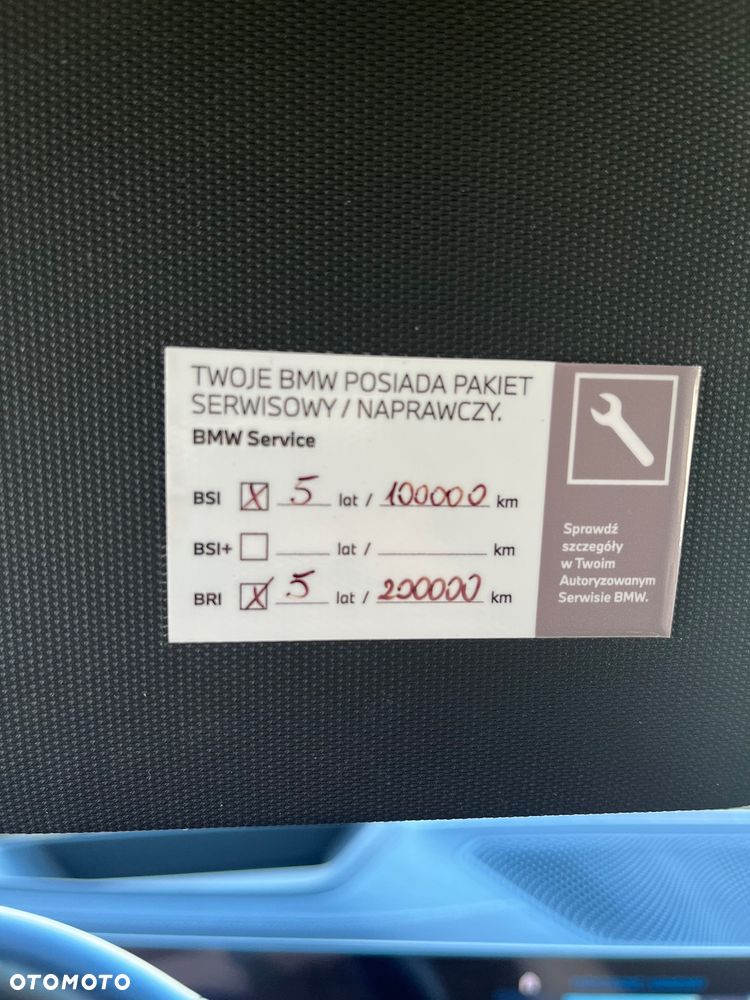 TWOJE BMW POSIADA PAKIET
SERWISOWY / NAPRAWCZY.
BMW Service
BSI X 5 lat / 100000 km
BSI+ lat / km
BRI X 5 lat / 200000 km
Sprawdź
szczegóły
w Twoim
Autoryzowanym
Serwisie BMW.
OTOMOTO